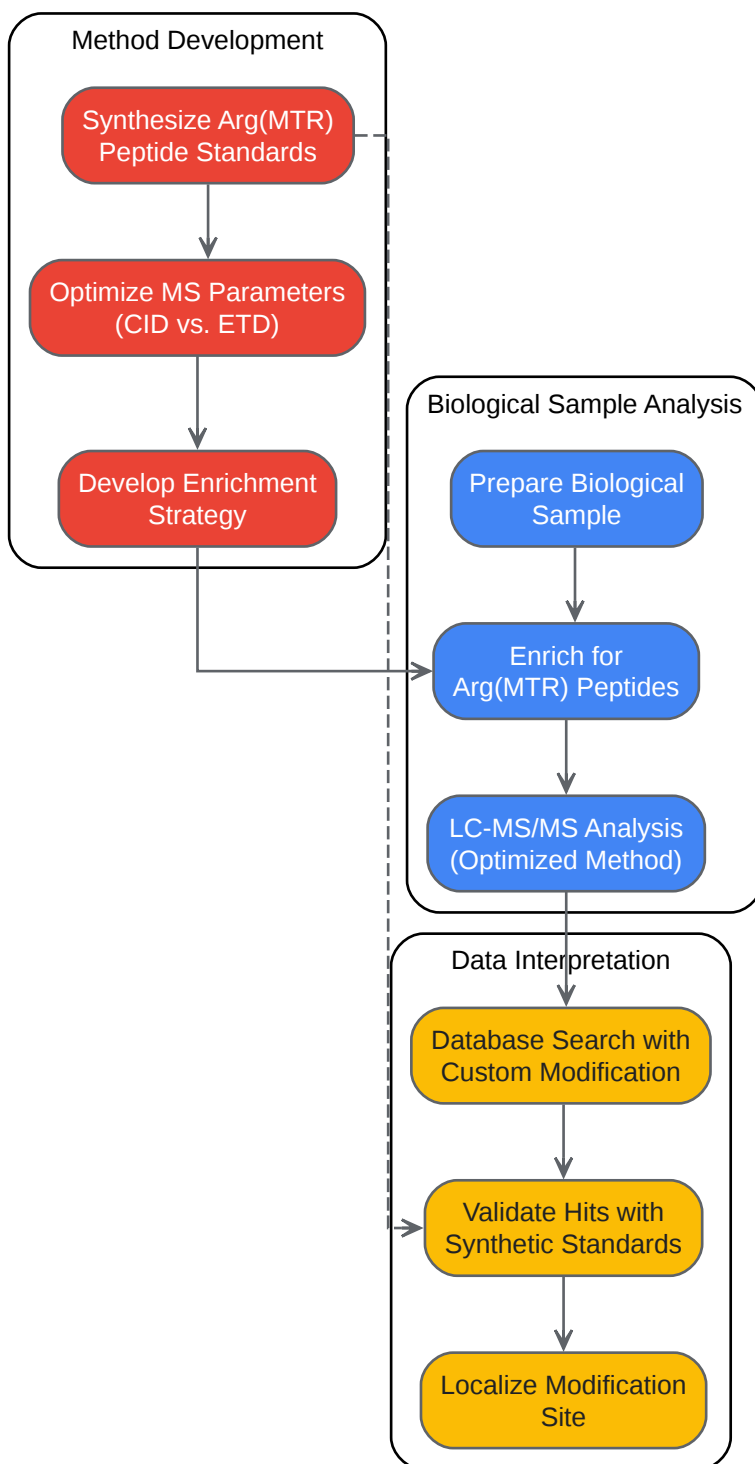 Method Development
Synthesize Arg(MTR)
Peptide Standards
Optimize MS Parameters
(CID vs. ETD)
Develop Enrichment
Strategy
Biological Sample Analysis
Prepare Biological
Sample
Enrich for
Arg(MTR) Peptides
LC-MS/MS Analysis
(Optimized Method)
Data Interpretation
Database Search with
Custom Modification
Validate Hits with
Synthetic Standards
Localize Modification
Site